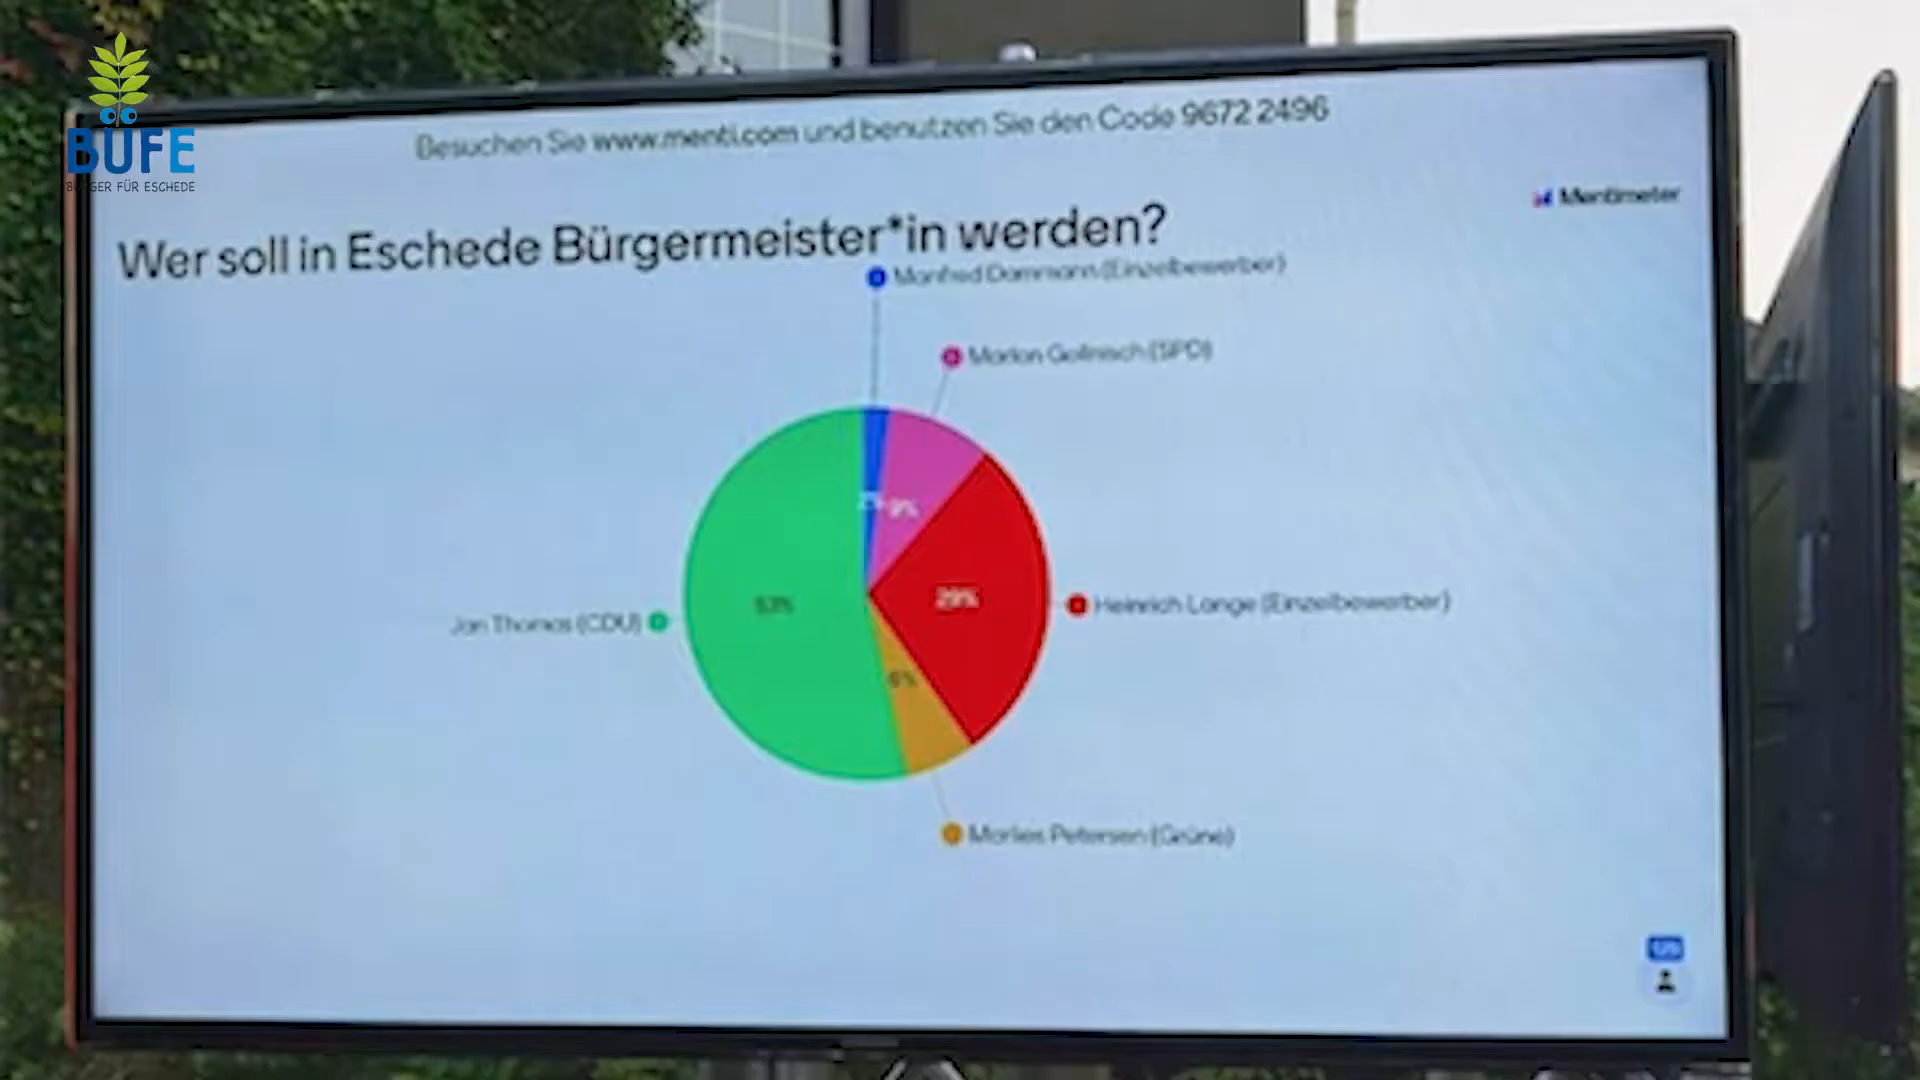 BÜFE
BÜRGER FÜR ESCHEDE
Besuchen Sie www.menti.com und benutzen Sie den Code 9672 2496
Mentimeter
Wer soll in Eschede Bürgermeister*in werden?
Manfred Dammann (Einzelbewerber)
Marlon Gollnisch (SPD)
9%
29%
Heinrich Lange (Einzelbewerber)
53%
Jan Thomas (CDU)
6%
Marlies Petersen (Grüne)